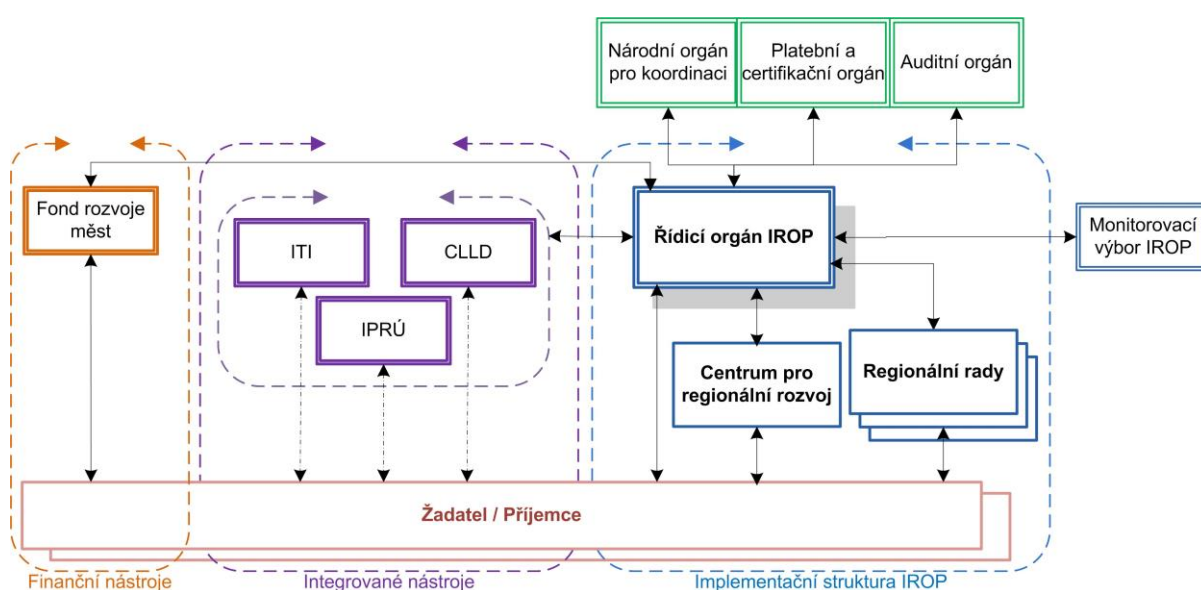 Národní orgán
pro koordinaci
Platební a
certifikační orgán
Auditní orgán
Fond rozvoje
měst
ITI
CLLD
IPRÚ
Řídicí orgán IROP
Monitorovací
výbor IROP
Centrum pro
regionální rozvoj
Regionální rady
Žadatel / Příjemce
Finanční nástroje
Integrované nástroje
Implementační struktura IROP